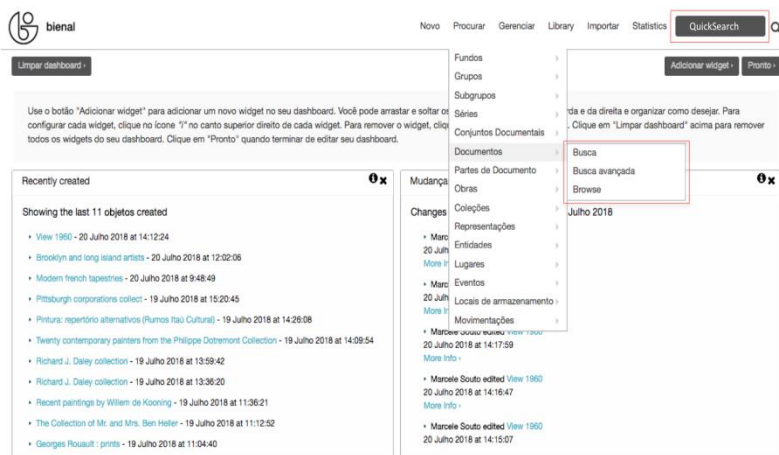 bienal
Novo Procurar Gerenciar Library Importar Statistics QuickSearch
Limpar dashboard ›
Adicionar widget › Pronto ›
Fundos
Grupos
Subgrupos
Séries
Conjuntos Documentais
Documentos
Partes de Documento
Obras
Coleções
Representações
Entidades
Lugares
Eventos
Locais de armazenamento
Movimentações
Busca
Busca avançada
Browse
Use o botão "Adicionar widget" para adicionar um novo widget no seu dashboard. Você pode arrastar e soltar os rda e da direita e organizar como desejar. Para
configurar cada widget, clique no ícone "i" no canto superior direito de cada widget. Para remover o widget, cliq . Clique em "Limpar dashboard" acima para remover
todos os widgets do seu dashboard. Clique em "Pronto" quando terminar de editar seu dashboard.
Recently created
Showing the last 11 objetos created
View 1960 - 20 Julho 2018 at 14:12:24
Brooklyn and long island artists - 20 Julho 2018 at 12:02:06
Modern french tapestries - 20 Julho 2018 at 9:48:49
Pittsburgh corporations collect - 19 Julho 2018 at 15:20:45
Pintura: repertório alternativos (Rumos Itaú Cultural) - 19 Julho 2018 at 14:26:08
Twenty contemporary painters from the Philippe Dotremont Collection - 19 Julho 2018 at 14:09:54
Richard J. Daley collection - 19 Julho 2018 at 13:59:42
Richard J. Daley collection - 19 Julho 2018 at 13:36:20
Recent paintings by Willem de Kooning - 19 Julho 2018 at 11:36:21
The Collection of Mr. and Mrs. Ben Heller - 19 Julho 2018 at 11:12:52
Georges Rouault : prints - 19 Julho 2018 at 11:04:40
Mudança
Changes Julho 2018
Marc
20 Julh
More In
Marc
20 Julh
More In
Marcele Souto edited View 1960
20 Julho 2018 at 14:17:59
More Info ›
Marcele Souto edited View 1960
20 Julho 2018 at 14:16:47
More Info ›
Marcele Souto edited View 1960
20 Julho 2018 at 14:15:07